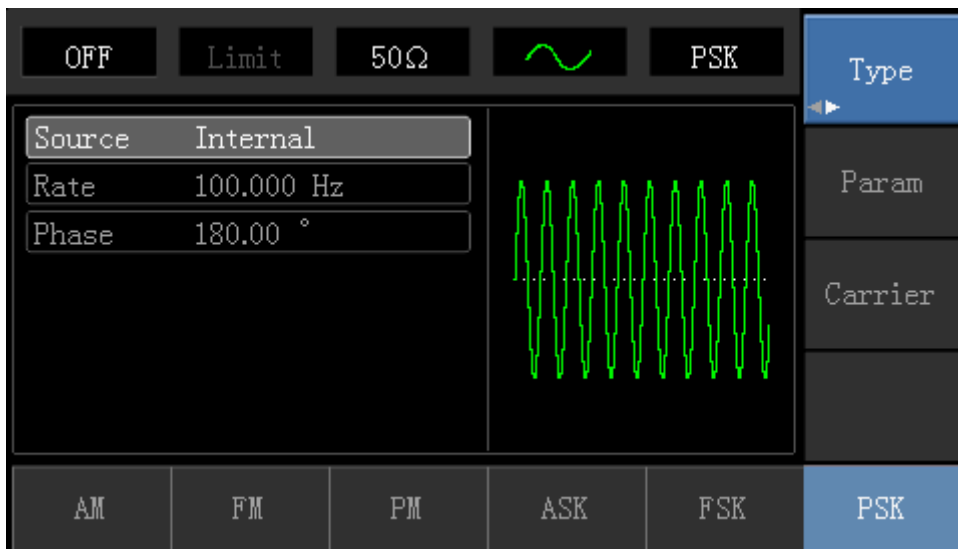 OFF Limit 50Ω PSK
Type
Source Internal
Rate 100.000 Hz
Phase 180.00 °
Param
Carrier
AM FM PM ASK FSK PSK